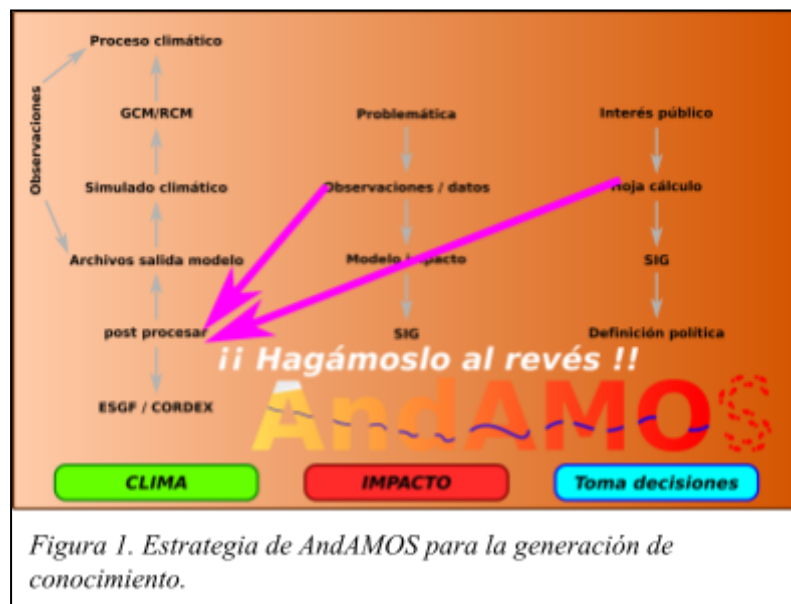 Proceso climático
Observaciones
GCM/RCM
Simulado climático
Archivos salida modelo
post procesar
ESGF / CORDEX
Problemática
Observaciones / datos
Modelo impacto
SIG
Interés público
Hoja cálculo
SIG
Definición política
¡¡ Hagámoslo al revés !!
AndAMOS
CLIMA
IMPACTO
Toma decisiones
Figura 1. Estrategia de AndAMOS para la generación de
conocimiento.